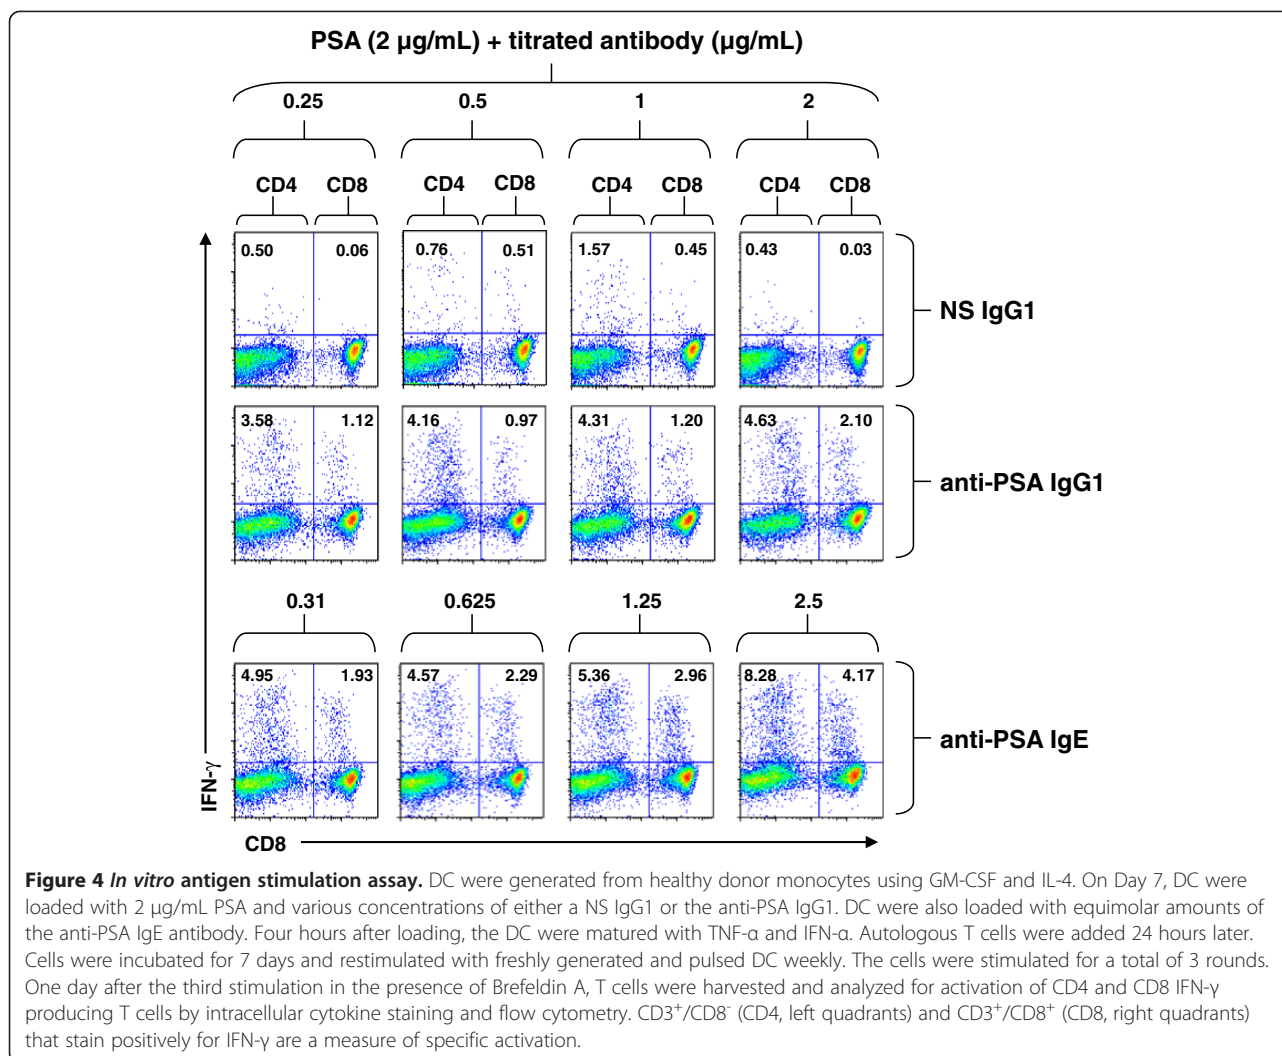 PSA (2 µg/mL) + titrated antibody (µg/mL)
0.25 0.5 1 2
CD4 CD8 CD4 CD8 CD4 CD8 CD4 CD8
0.50 0.06 0.76 0.51 1.57 0.45 0.43 0.03
NS IgG1
3.58 1.12 4.16 0.97 4.31 1.20 4.63 2.10
anti-PSA IgG1
0.31 0.625 1.25 2.5
4.95 1.93 4.57 2.29 5.36 2.96 8.28 4.17
anti-PSA IgE
IFN-γ
CD8
Figure 4 In vitro antigen stimulation assay. DC were generated from healthy donor monocytes using GM-CSF and IL-4. On Day 7, DC were
loaded with 2 µg/mL PSA and various concentrations of either a NS IgG1 or the anti-PSA IgG1. DC were also loaded with equimolar amounts of
the anti-PSA IgE antibody. Four hours after loading, the DC were matured with TNF-α and IFN-α. Autologous T cells were added 24 hours later.
Cells were incubated for 7 days and restimulated with freshly generated and pulsed DC weekly. The cells were stimulated for a total of 3 rounds.
One day after the third stimulation in the presence of Brefeldin A, T cells were harvested and analyzed for activation of CD4 and CD8 IFN-γ
producing T cells by intracellular cytokine staining and flow cytometry. CD3⁺/CD8⁻ (CD4, left quadrants) and CD3⁺/CD8⁺ (CD8, right quadrants)
that stain positively for IFN-γ are a measure of specific activation.